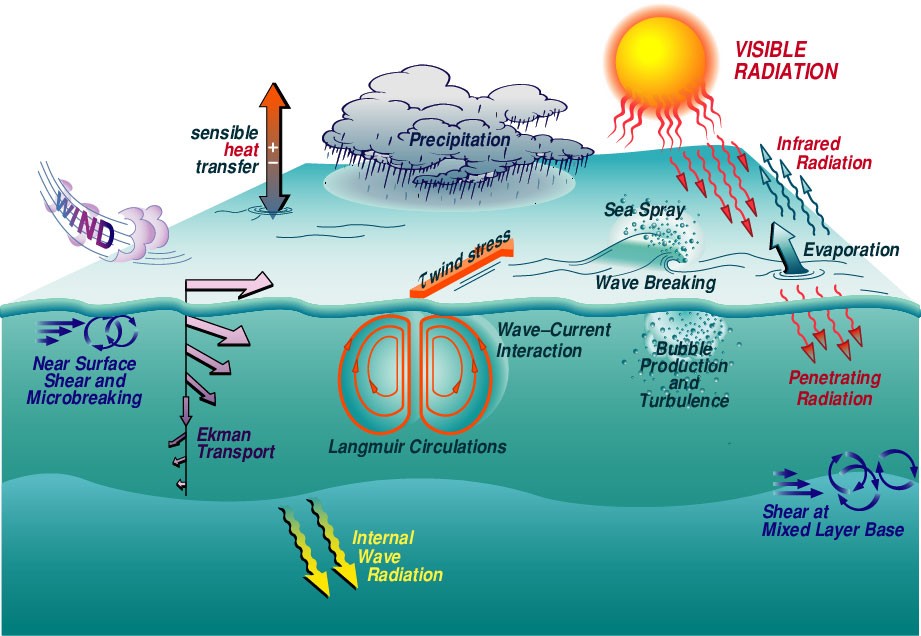 VISIBLE
RADIATION
sensible
heat
transfer
+
−
Precipitation
Infrared
Radiation
WIND
Sea Spray
τ wind stress
Evaporation
Wave Breaking
Near Surface
Shear and
Microbreaking
Wave–Current
Interaction
Bubble
Production
and
Turbulence
Penetrating
Radiation
Ekman
Transport
Langmuir Circulations
Shear at
Mixed Layer Base
Internal
Wave
Radiation